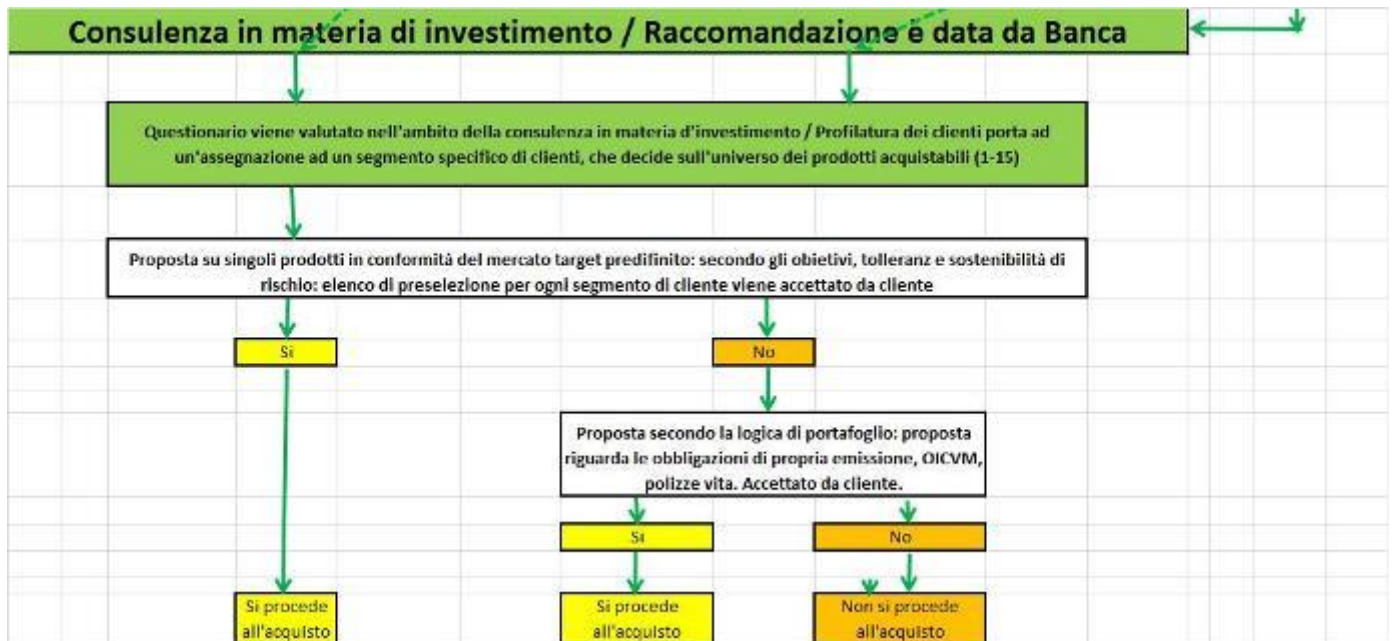 Consulenza in materia di investimento / Raccomandazione è data da Banca
Questionario viene valutato nell'ambito della consulenza in materia d'investimento / Profilatura dei clienti porta ad
un'assegnazione ad un segmento specifico di clienti, che decide sull'universo dei prodotti acquistabili (1-15)
Proposta su singoli prodotti in conformità del mercato target predifinito: secondo gli obietivi, tolleranz e sostenibilità di
rischio: elenco di preselezione per ogni segmento di cliente viene accettato da cliente
Si
No
Proposta secondo la logica di portafoglio: proposta
riguarda le obbligazioni di propria emissione, OICVM,
polizze vita. Accettato da cliente.
Si
No
Si procede
all'acquisto
Si procede
all'acquisto
Non si procede
all'acquisto